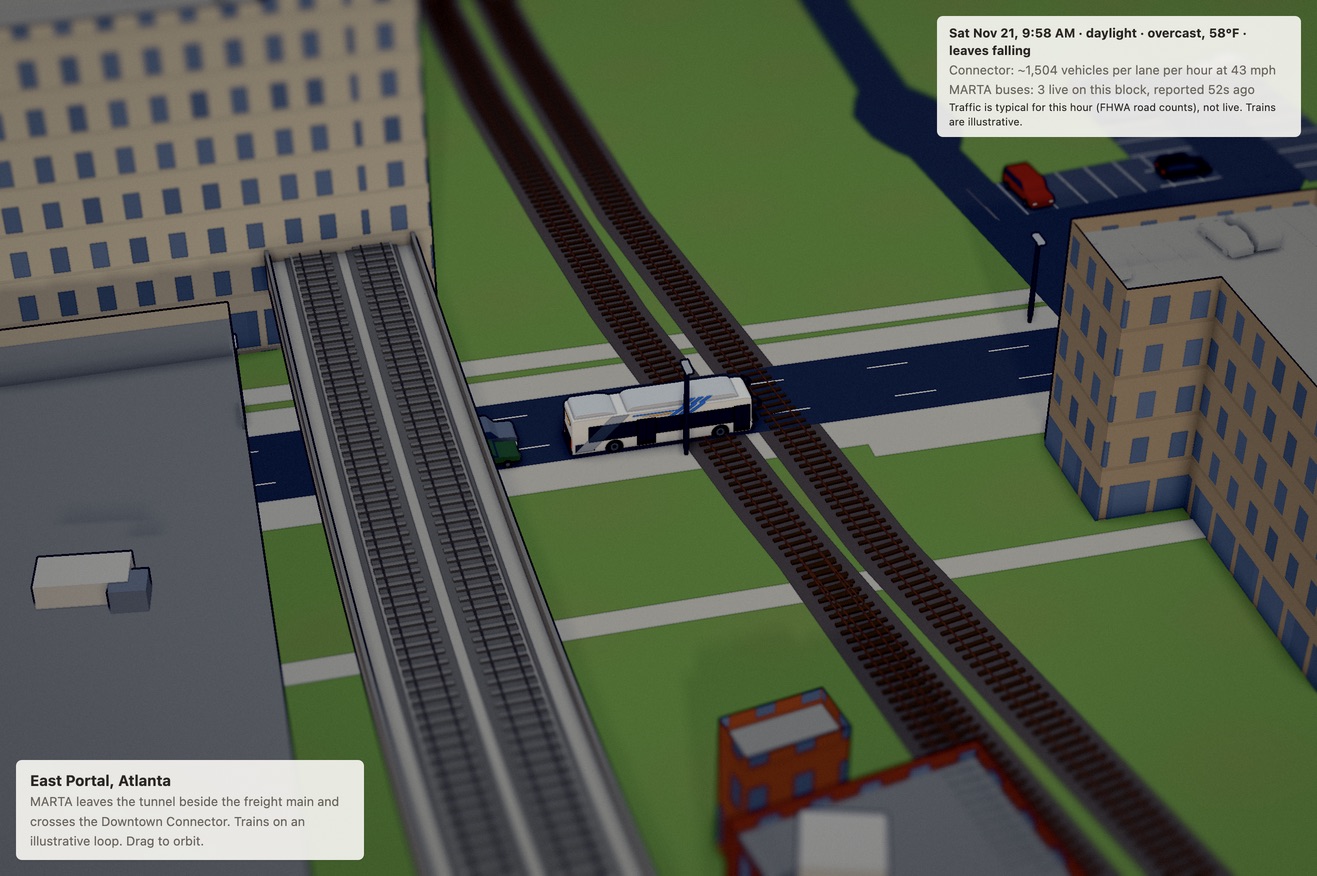 Sat Nov 21, 9:58 AM · daylight · overcast, 58°F ·
leaves falling
Connector: ~1,504 vehicles per lane per hour at 43 mph
MARTA buses: 3 live on this block, reported 52s ago
Traffic is typical for this hour (FHWA road counts), not live. Trains
are illustrative.
East Portal, Atlanta
MARTA leaves the tunnel beside the freight main and
crosses the Downtown Connector. Trains on an
illustrative loop. Drag to orbit.